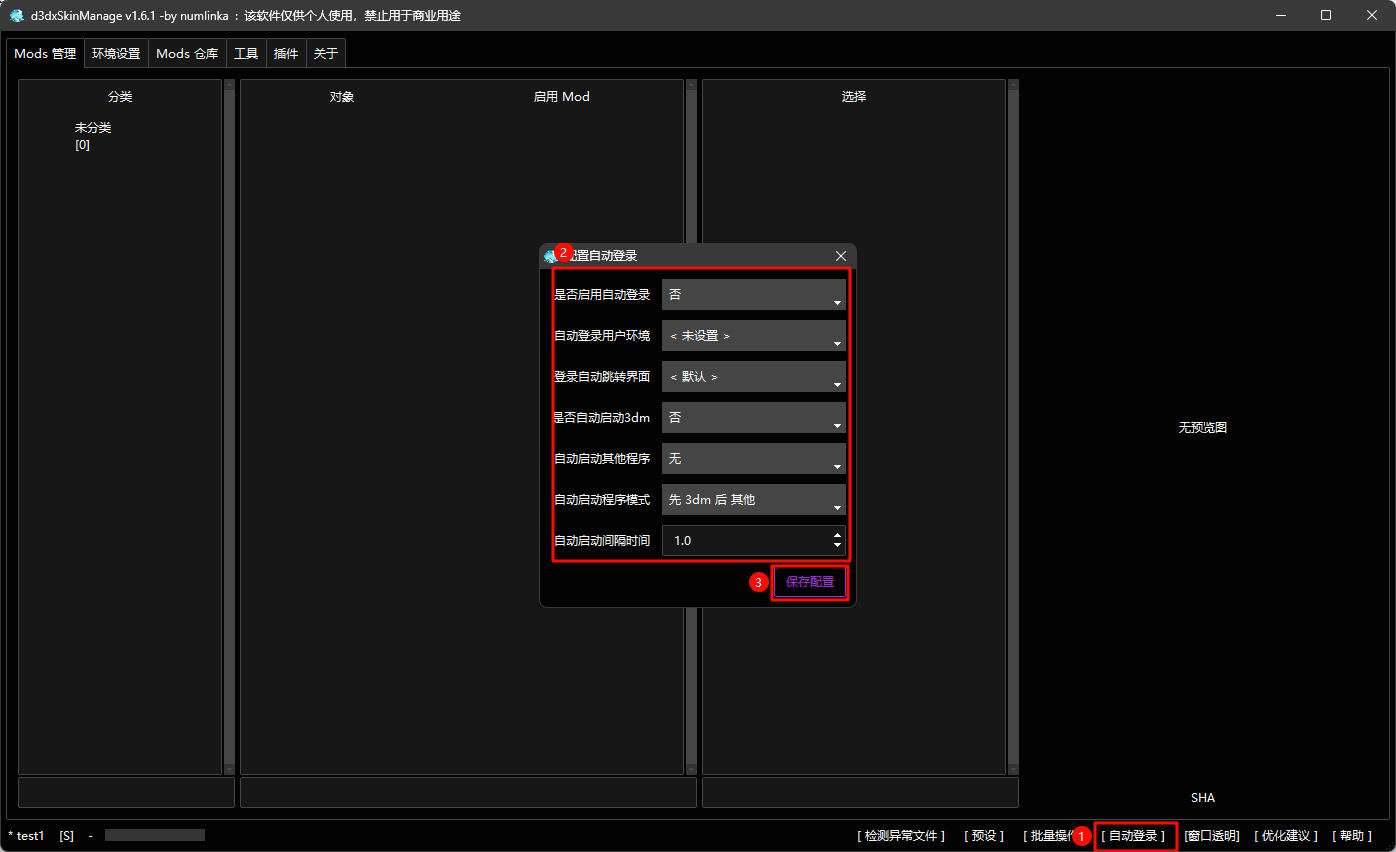 d3dxSkinManage v1.6.1 -by numlinka ：该软件仅供个人使用，禁止用于商业用途
Mods 管理 环境设置 Mods 仓库 工具 插件 关于
分类 对象 启用 Mod 选择
未分类
[0]
2 置自动登录
是否启用自动登录 否
自动登录用户环境 < 未设置 >
登录自动跳转界面 < 默认 >
是否自动启动3dm 否
无预览图
自动启动其他程序 无
自动启动程序模式 先 3dm 后 其他
自动启动间隔时间 1.0
3 保存配置
SHA
* test1 [S] - [ 检测异常文件 ] [ 预设 ] [ 批量操 1 [ 自动登录 ] [窗口透明] [ 优化建议 ] [ 帮助 ]